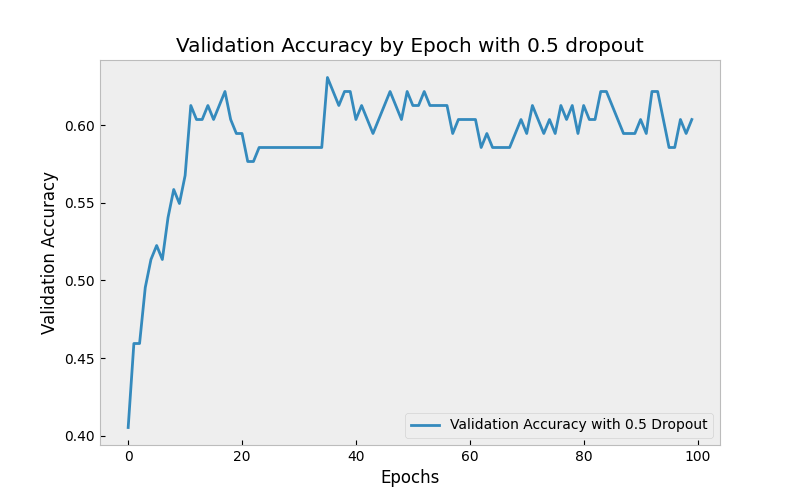 Validation Accuracy by Epoch with 0.5 dropout
Validation Accuracy
0.60
0.55
0.50
0.45
0.40
Validation Accuracy with 0.5 Dropout
0 20 40 60 80 100
Epochs